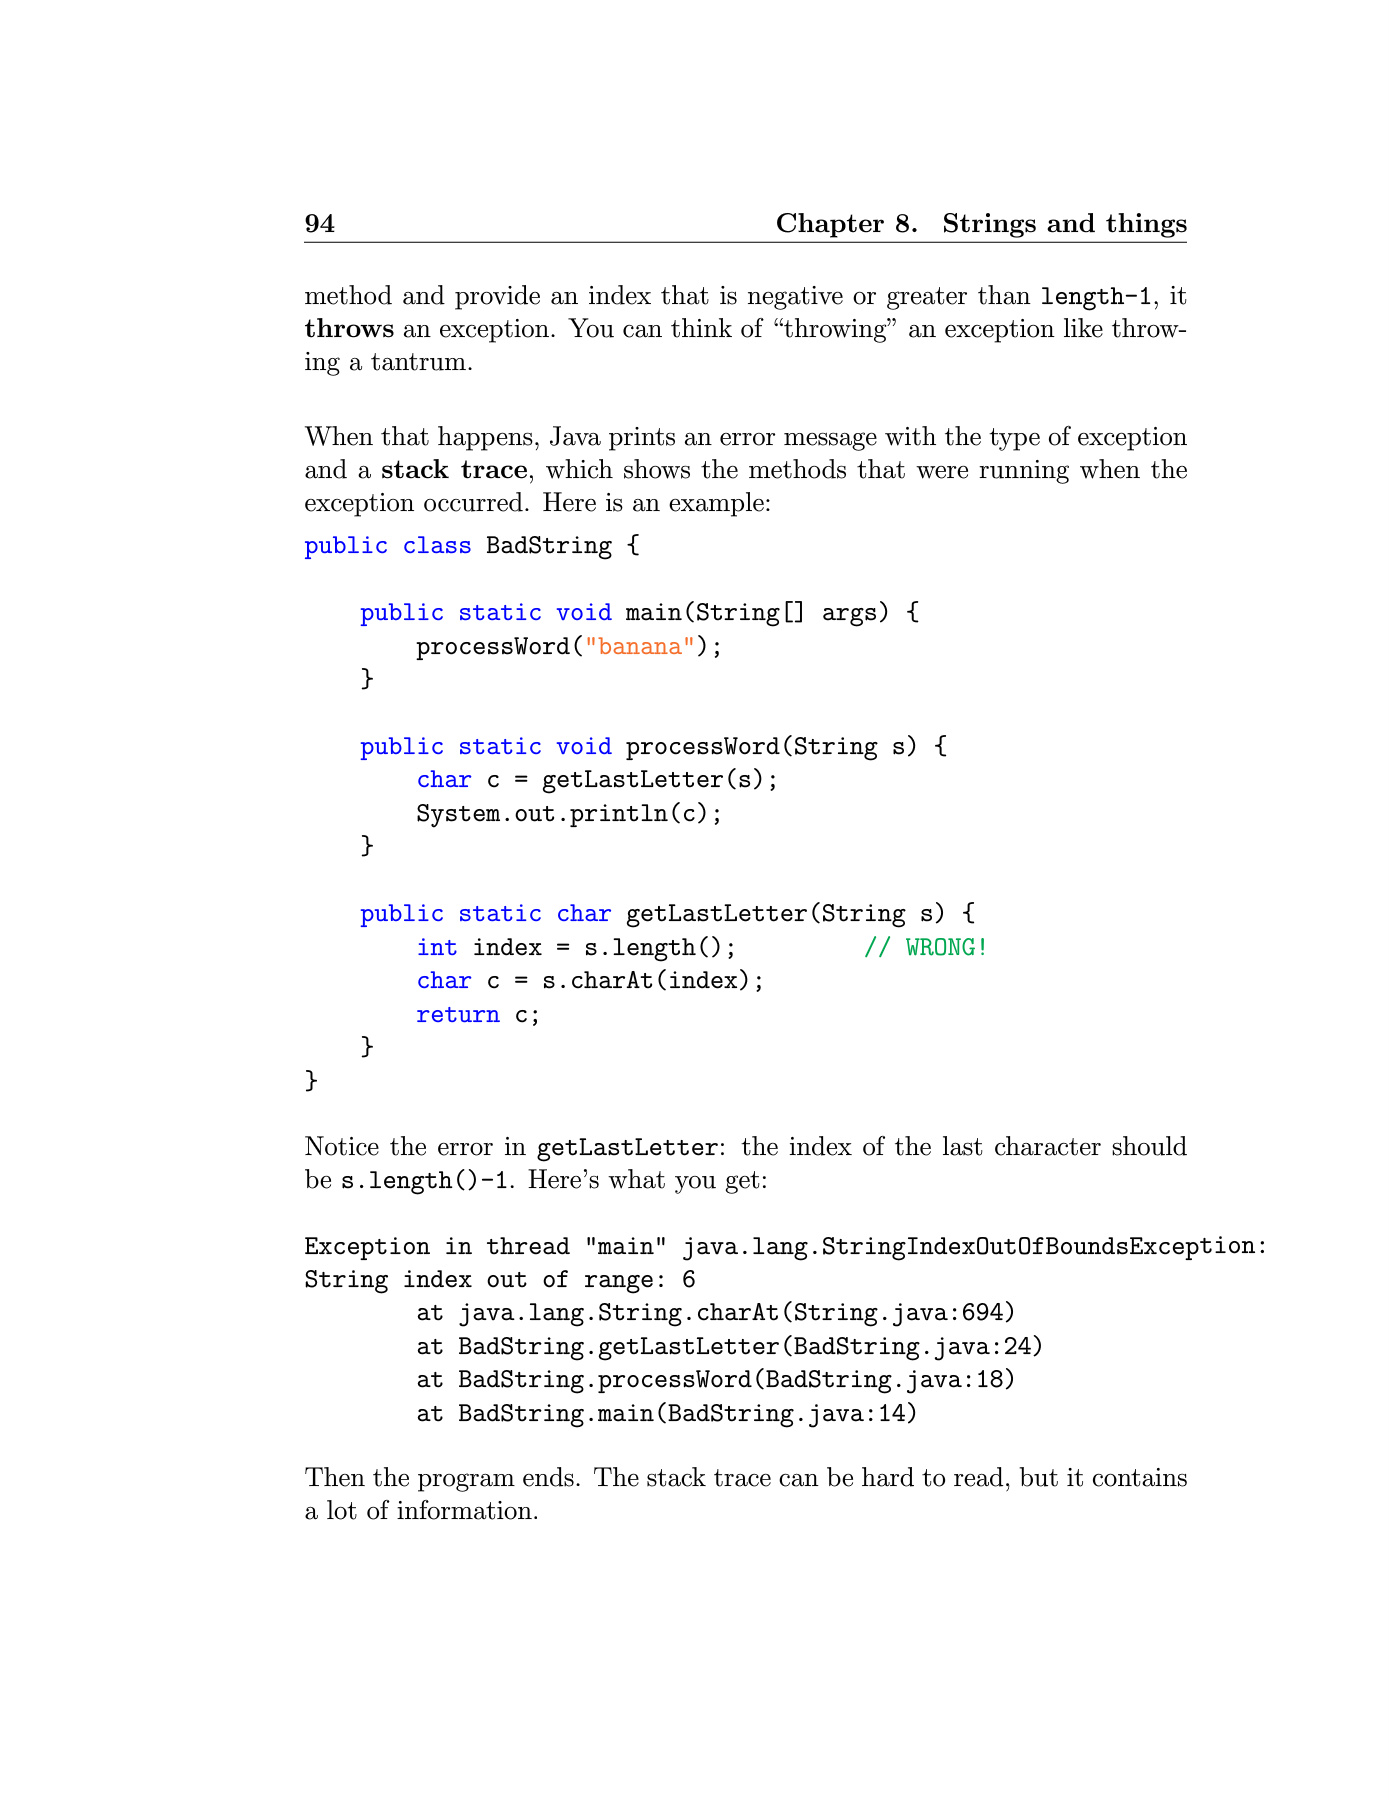 94 Chapter 8. Strings and things
method and provide an index that is negative or greater than length-1, it
throws an exception. You can think of “throwing” an exception like throw-
ing a tantrum.
When that happens, Java prints an error message with the type of exception
and a stack trace, which shows the methods that were running when the
exception occurred. Here is an example:
public class BadString {
    public static void main(String[] args) {
        processWord("banana");
    }
    public static void processWord(String s) {
        char c = getLastLetter(s);
        System.out.println(c);
    }
    public static char getLastLetter(String s) {
        int index = s.length();         // WRONG!
        char c = s.charAt(index);
        return c;
    }
}
Notice the error in getLastLetter: the index of the last character should
be s.length()-1. Here’s what you get:
Exception in thread "main" java.lang.StringIndexOutOfBoundsException:
String index out of range: 6
        at java.lang.String.charAt(String.java:694)
        at BadString.getLastLetter(BadString.java:24)
        at BadString.processWord(BadString.java:18)
        at BadString.main(BadString.java:14)
Then the program ends. The stack trace can be hard to read, but it contains
a lot of information.